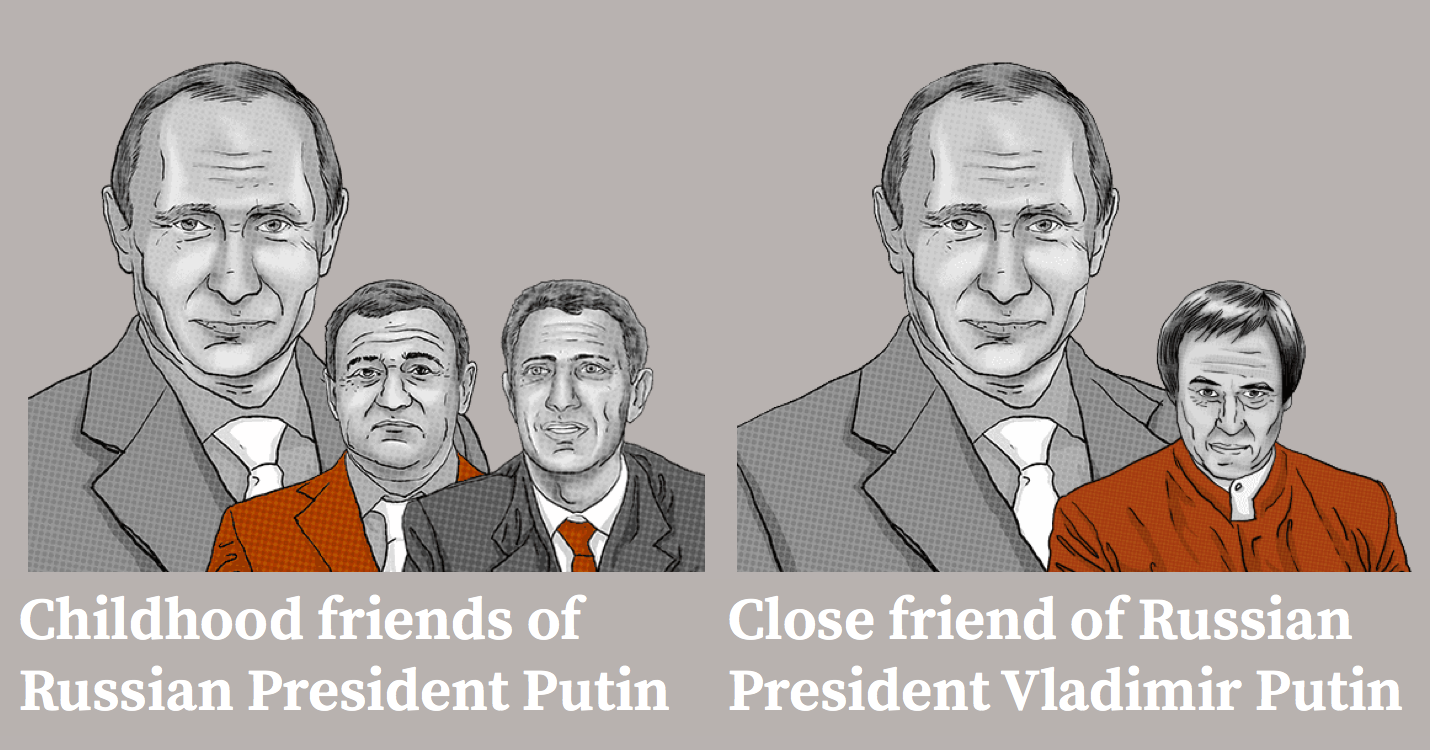 Childhood friends of
Russian President Putin
Close friend of Russian
President Vladimir Putin